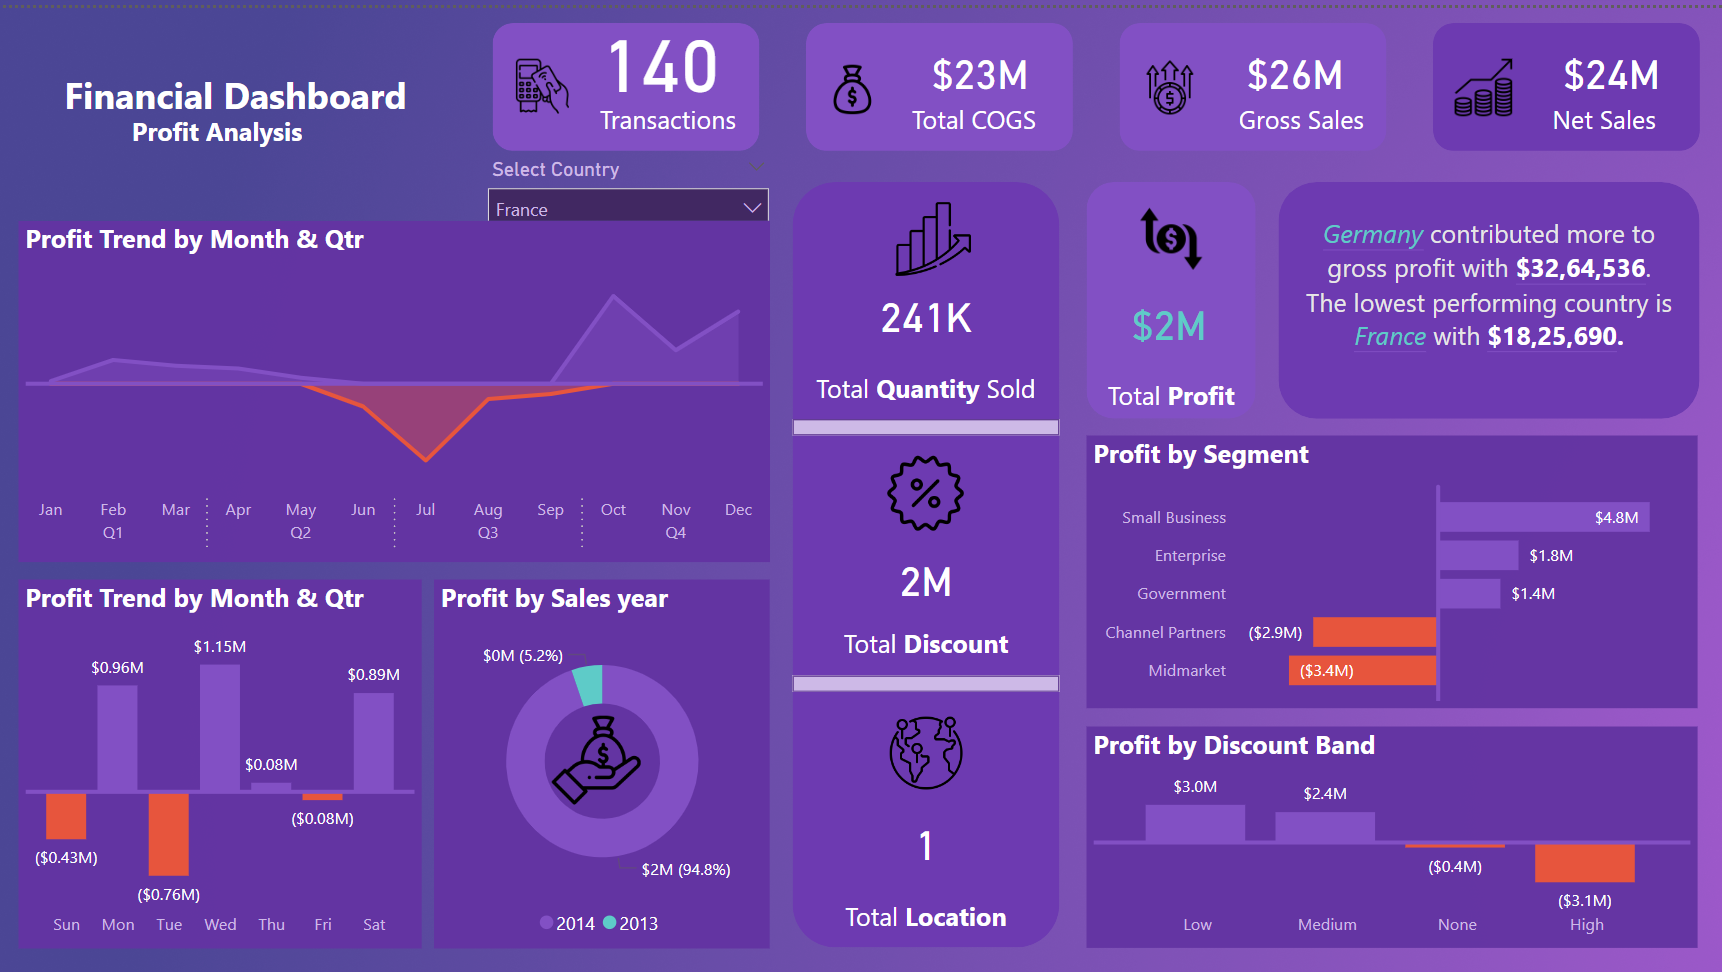 Financial Dashboard
Profit Analysis
140
Transactions
$23M
Total COGS
$26M
Gross Sales
$24M
Net Sales
Select Country
France
Profit Trend by Month & Qtr
Jan Feb Mar Apr May Jun Jul Aug Sep Oct Nov Dec
Q1 Q2 Q3 Q4
241K
Total Quantity Sold
2M
Total Discount
1
Total Location
$2M
Total Profit
Germany contributed more to
gross profit with $32,64,536.
The lowest performing country is
France with $18,25,690.
Profit by Segment
Small Business $4.8M
Enterprise $1.8M
Government $1.4M
Channel Partners ($2.9M)
Midmarket ($3.4M)
Profit Trend by Month & Qtr
$1.15M
$0.96M
$0.89M
$0.08M
($0.08M)
($0.43M)
($0.76M)
Sun Mon Tue Wed Thu Fri Sat
Profit by Sales year
$0M (5.2%)
$
$2M (94.8%)
2014 2013
Profit by Discount Band
$3.0M
$2.4M
($0.4M)
($3.1M)
Low Medium None High